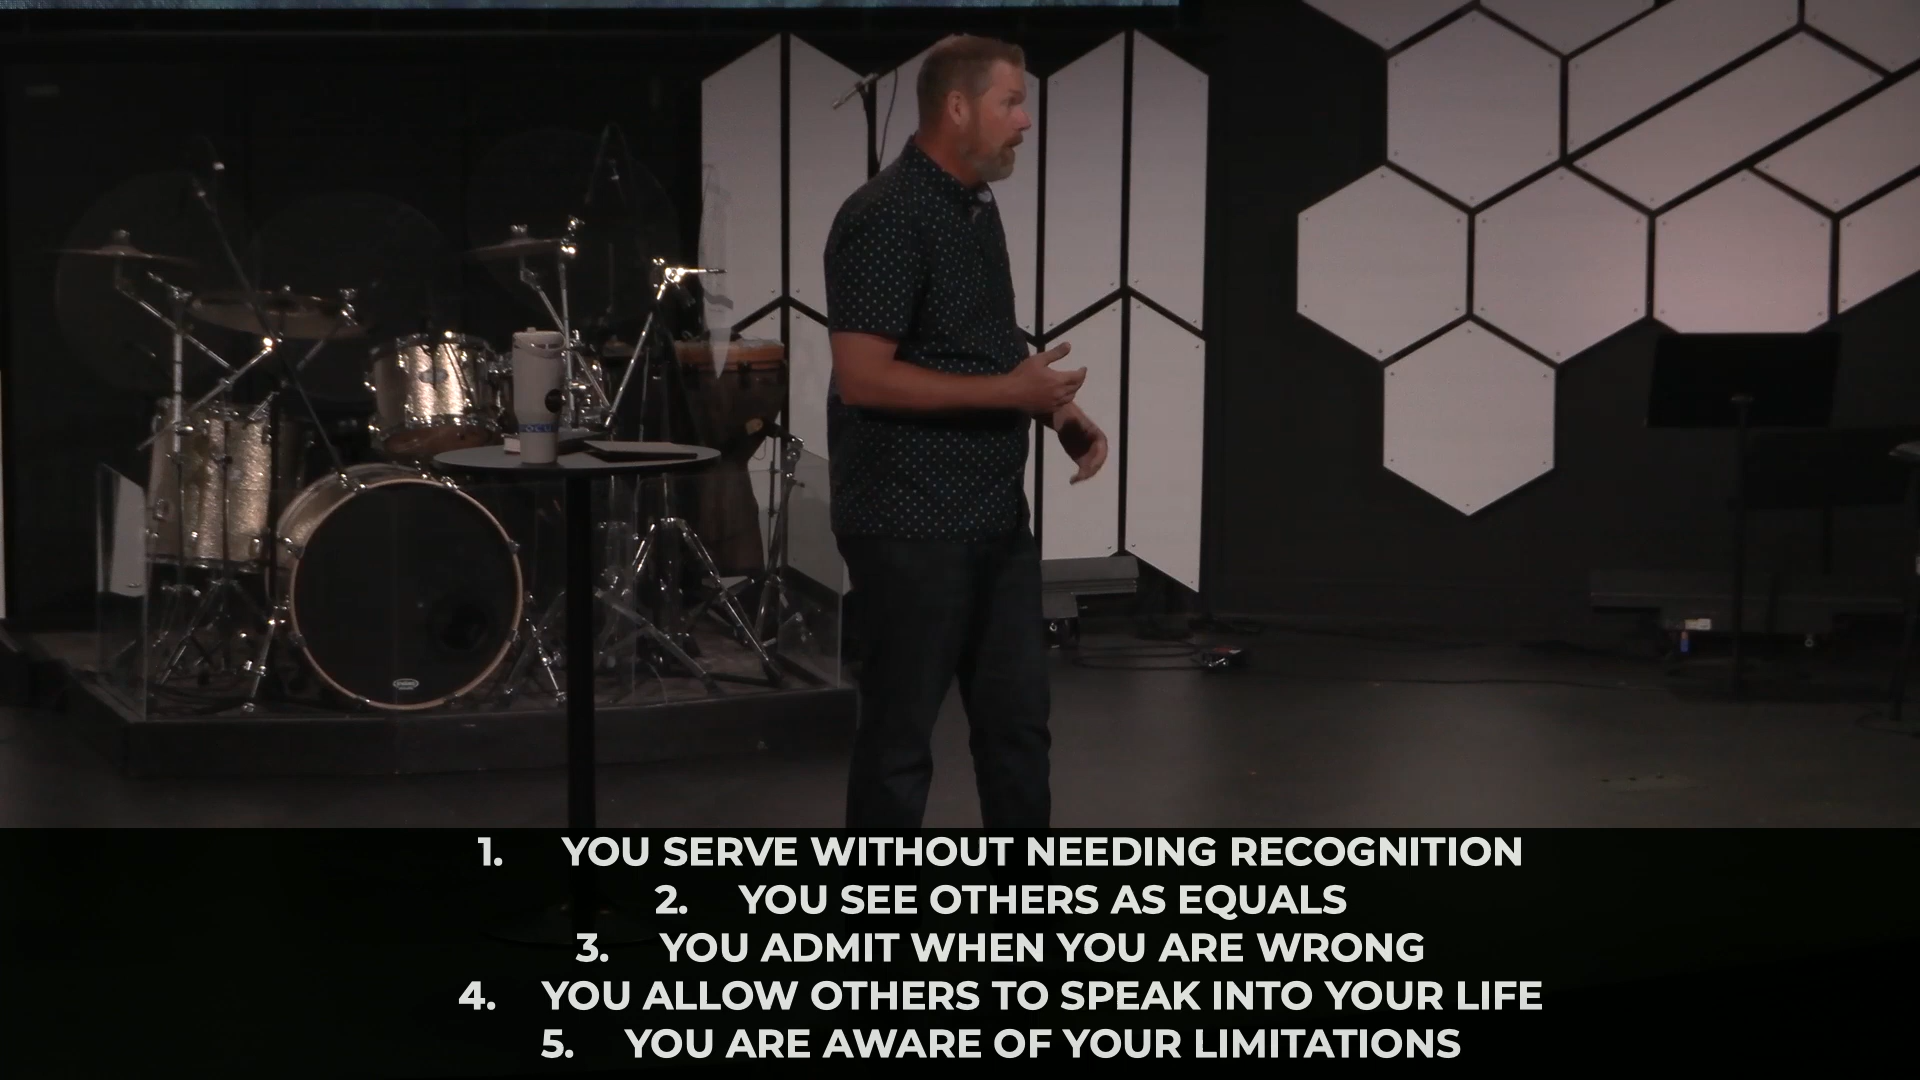 FOCUS
1. YOU SERVE WITHOUT NEEDING RECOGNITION
2. YOU SEE OTHERS AS EQUALS
3. YOU ADMIT WHEN YOU ARE WRONG
4. YOU ALLOW OTHERS TO SPEAK INTO YOUR LIFE
5. YOU ARE AWARE OF YOUR LIMITATIONS